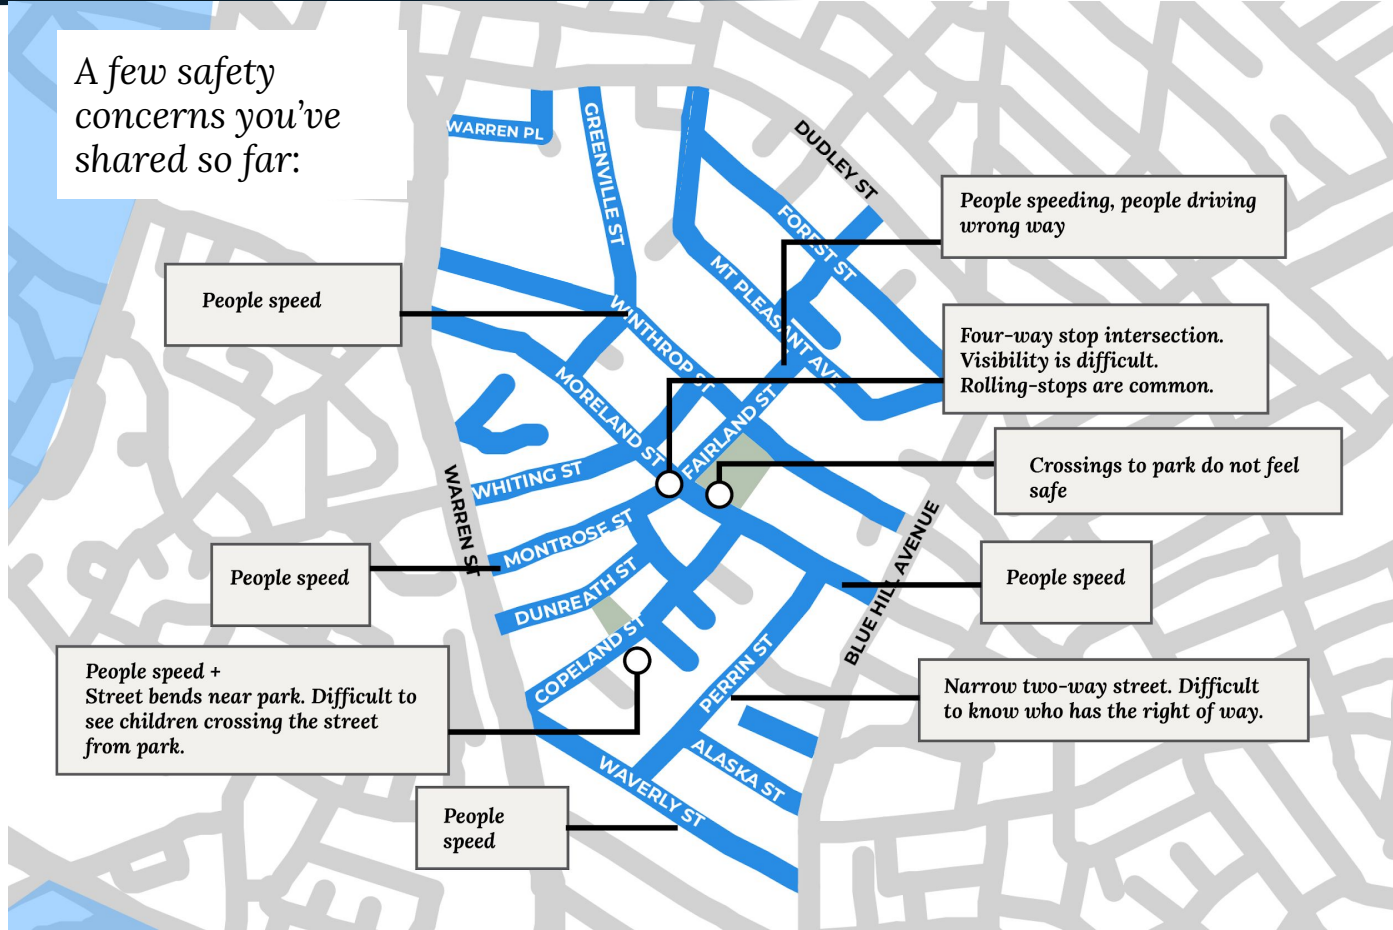 A few safety
concerns you've
shared so far:
WARREN PL
GREENVILLE ST
DUDLEY ST
FOREST ST
MT PLEASANT AVE
WINTHROP ST
MORELAND ST
FAIRLAND ST
WHITING ST
WARREN ST
MONTROSE ST
DUNREATH ST
COPELAND ST
PERRIN ST
ALASKA ST
WAVERLY ST
BLUE HILL AVENUE
People speeding, people driving
wrong way
People speed
Four-way stop intersection.
Visibility is difficult.
Rolling-stops are common.
Crossings to park do not feel
safe
People speed
People speed
People speed +
Street bends near park. Difficult to
see children crossing the street
from park.
Narrow two-way street. Difficult
to know who has the right of way.
People
speed